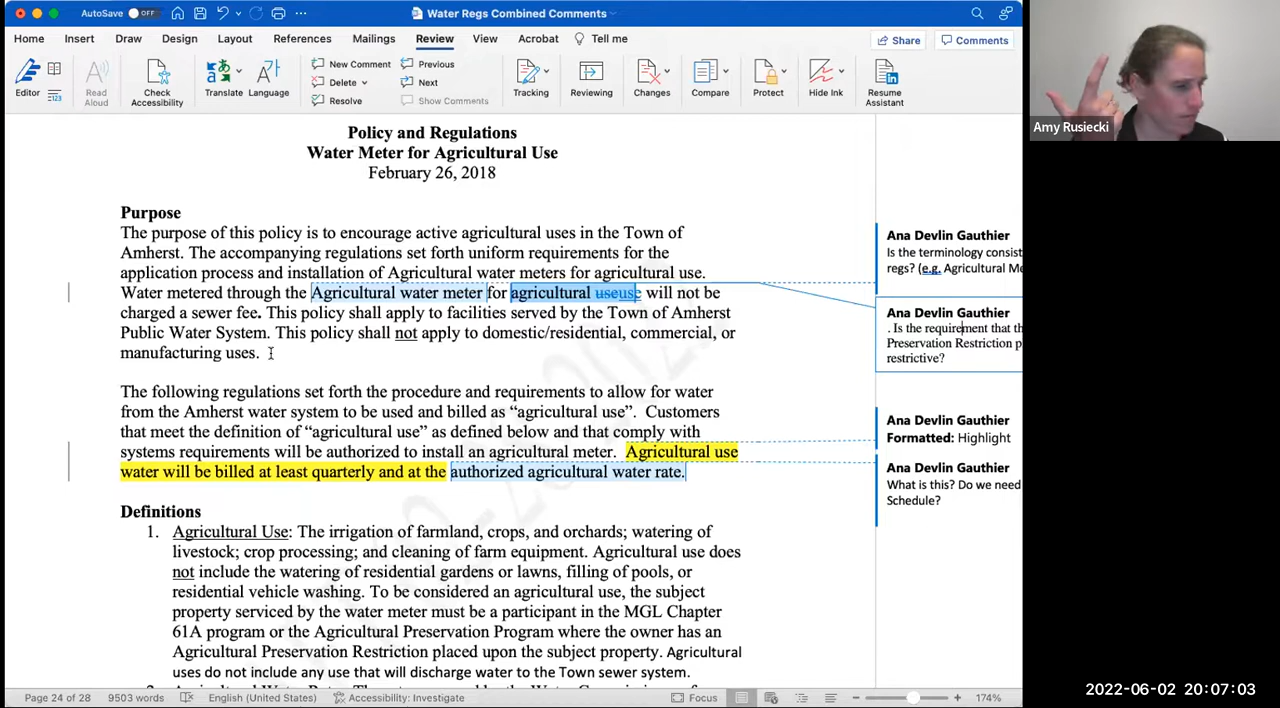 AutoSave OFF
Water Regs Combined Comments
Home Insert Draw Design Layout References Mailings Review View Acrobat Tell me
Share Comments
Editor
Read Aloud
Check Accessibility
Translate Language
New Comment
Delete
Resolve
Previous
Next
Show Comments
Tracking Reviewing Changes Compare Protect Hide Ink
Resume Assistant
Amy Rusiecki
Policy and Regulations
Water Meter for Agricultural Use
February 26, 2018
Purpose
The purpose of this policy is to encourage active agricultural uses in the Town of
Amherst. The accompanying regulations set forth uniform requirements for the
application process and installation of Agricultural water meters for agricultural use.
Water metered through the Agricultural water meter for agricultural useuse will not be
charged a sewer fee. This policy shall apply to facilities served by the Town of Amherst
Public Water System. This policy shall not apply to domestic/residential, commercial, or
manufacturing uses.
The following regulations set forth the procedure and requirements to allow for water
from the Amherst water system to be used and billed as “agricultural use”. Customers
that meet the definition of “agricultural use” as defined below and that comply with
systems requirements will be authorized to install an agricultural meter. Agricultural use
water will be billed at least quarterly and at the authorized agricultural water rate.
Definitions
1. Agricultural Use: The irrigation of farmland, crops, and orchards; watering of
livestock; crop processing; and cleaning of farm equipment. Agricultural use does
not include the watering of residential gardens or lawns, filling of pools, or
residential vehicle washing. To be considered an agricultural use, the subject
property serviced by the water meter must be a participant in the MGL Chapter
61A program or the Agricultural Preservation Program where the owner has an
Agricultural Preservation Restriction placed upon the subject property. Agricultural
uses do not include any use that will discharge water to the Town sewer system.
Ana Devlin Gauthier
Is the terminology consist
regs? (e.g. Agricultural Me
Ana Devlin Gauthier
. Is the requirement that th
Preservation Restriction p
restrictive?
Ana Devlin Gauthier
Formatted: Highlight
Ana Devlin Gauthier
What is this? Do we need
Schedule?
Page 24 of 28 9503 words English (United States) Accessibility: Investigate Focus 174%
2022-06-02 20:07:03